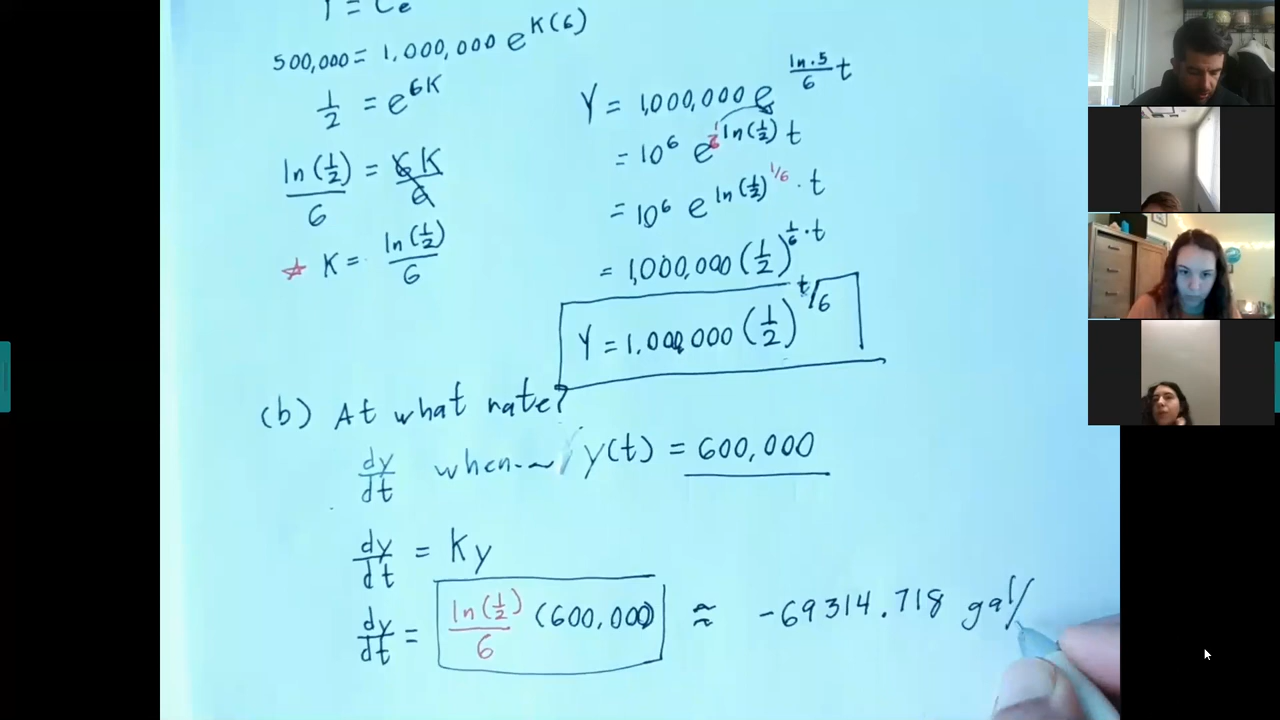 Y = Ce
500,000 = 1,000,000 e^K(6)
1/2 = e^6K
ln(1/2)/6 = 6K/6
K = ln(1/2)/6
Y = 1,000,000 e^(ln .5/6)t
= 10^6 e^1/6 ln(1/2) t
= 10^6 e^ln(1/2)^1/6 · t
= 1,000,000 (1/2)^1/6 · t
Y = 1,000,000 (1/2)^t/6
(b) At what rate?
dy/dt when y(t) = 600,000
dy/dt = Ky
dy/dt = ln(1/2)/6 (600,000) ≈ -69314.718 gal/